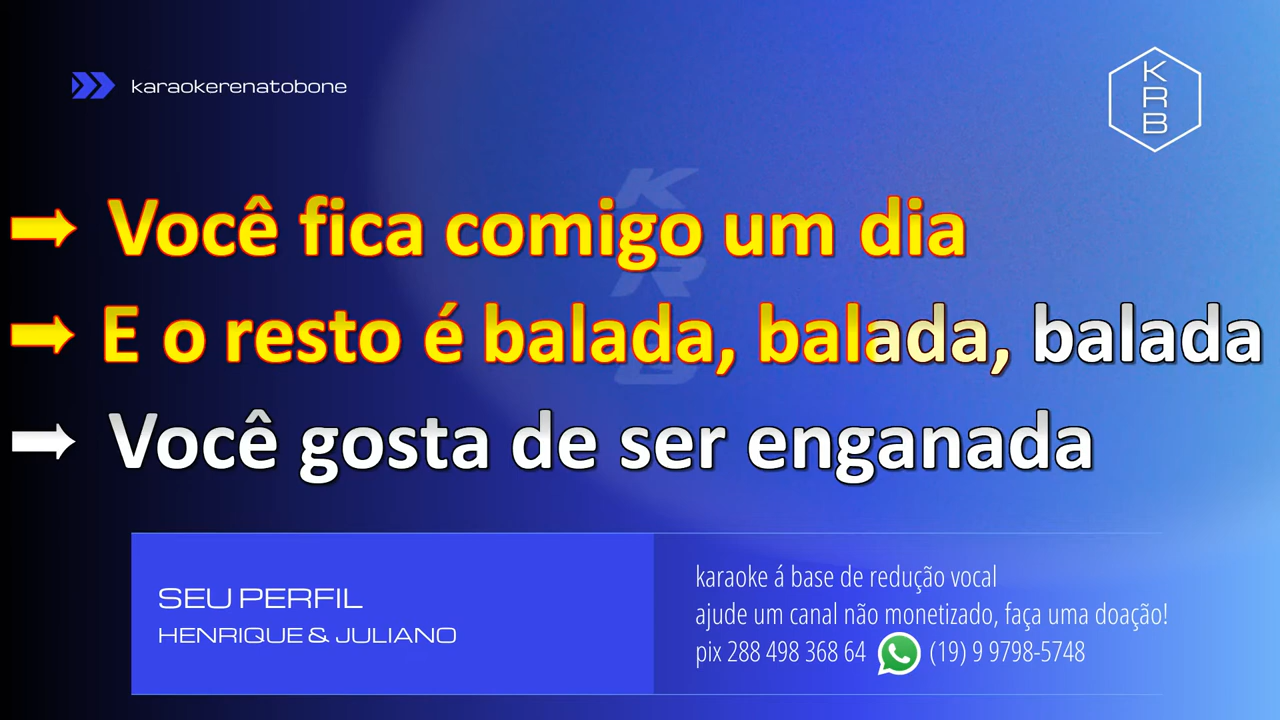 karaokerenatobone
K
R
B
K
R
B
Você fica comigo um dia
E o resto é balada, balada, balada
Você gosta de ser enganada
SEU PERFIL
HENRIQUE & JULIANO
karaoke á base de redução vocal
ajude um canal não monetizado, faça uma doação!
pix 288 498 368 64 (19) 9 9798-5748